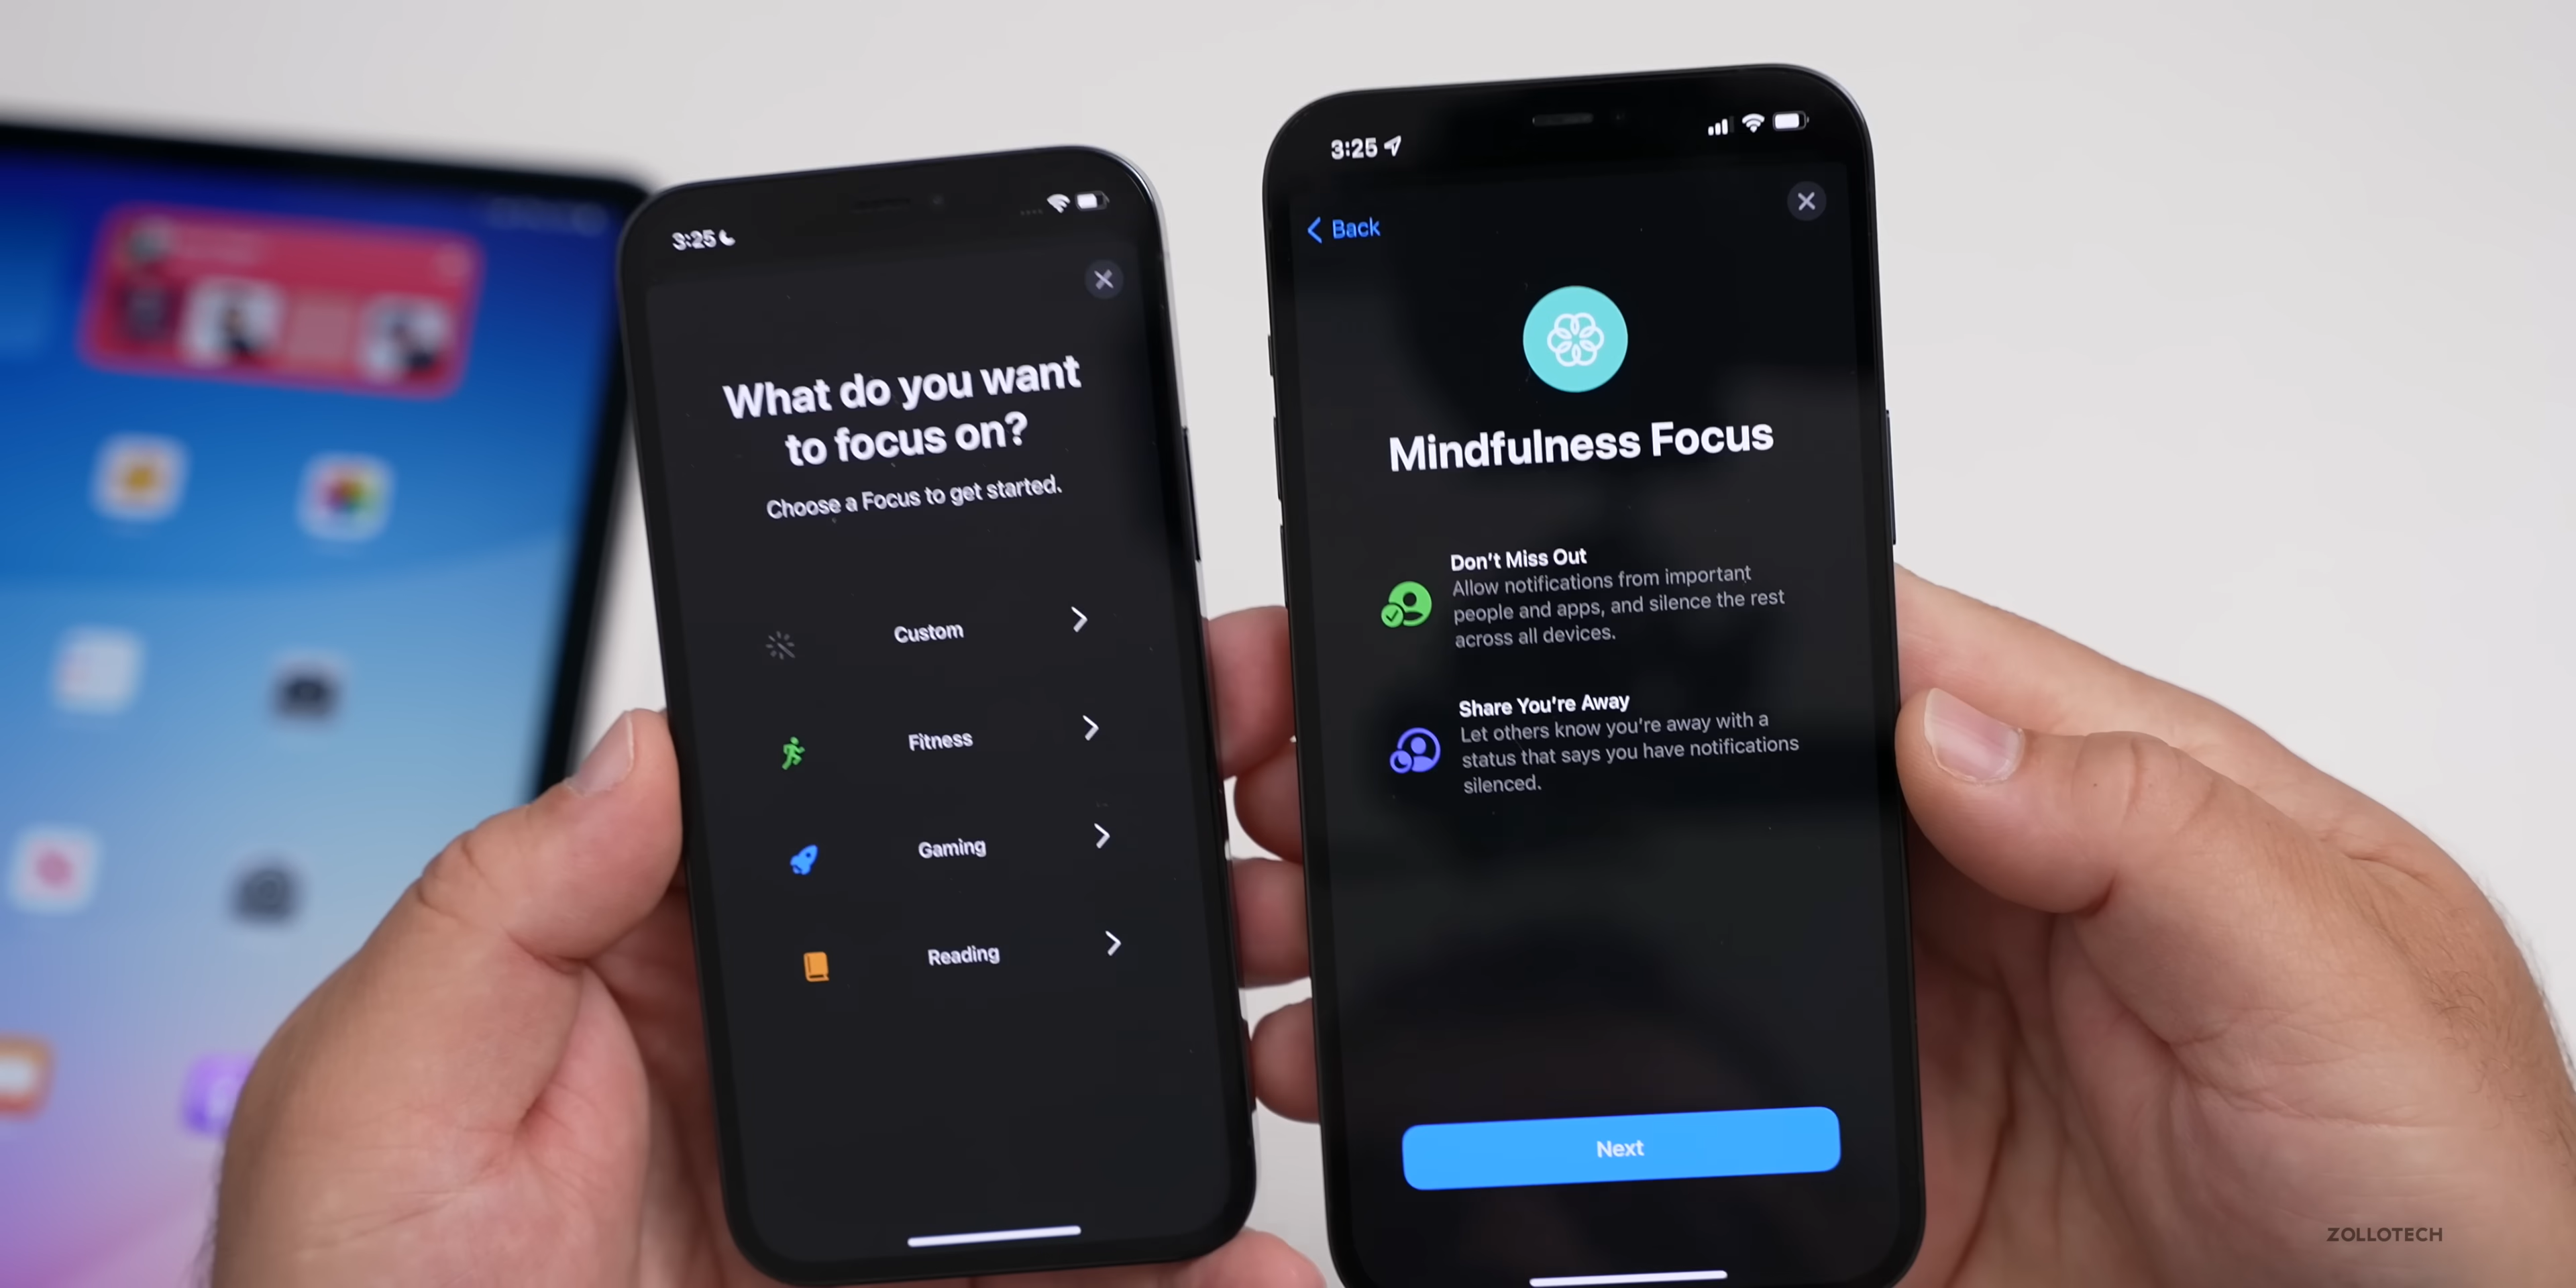 3:25
What do you want
to focus on?
Choose a Focus to get started.
Custom
Fitness
Gaming
Reading
3:25
Back
Mindfulness Focus
Don't Miss Out
Allow notifications from important
people and apps, and silence the rest
across all devices.
Share You're Away
Let others know you're away with a
status that says you have notifications
silenced.
Next
ZOLLOTECH